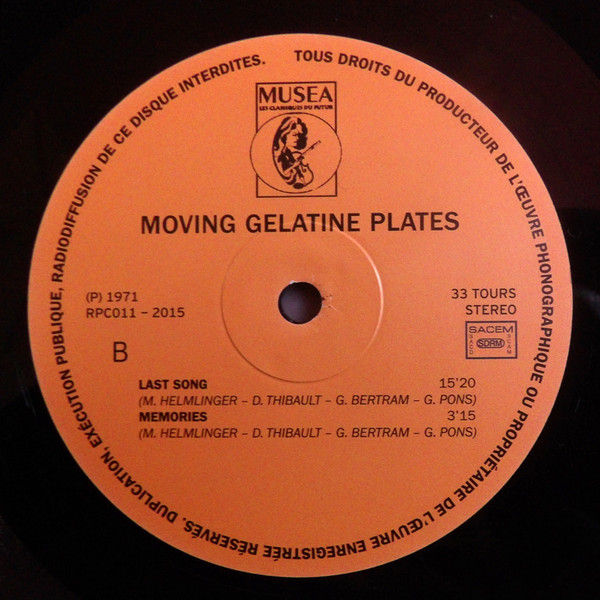 TOUS DROITS DU PRODUCTEUR DE L'ŒUVRE PHONOGRAPHIQUE OU PROPRIÉTAIRE DE L'ŒUVRE ENREGISTRÉE RÉSERVÉS. DUPLICATION, EXÉCUTION PUBLIQUE, RADIODIFFUSION DE CE DISQUE INTERDITES.
MUSEA
LES CLASSIQUES DU FUTUR
MOVING GELATINE PLATES
(P) 1971
RPC011 – 2015
33 TOURS
STEREO
SACEM
SACD
SDRM
SCAM
B
LAST SONG 15'20
(M. HELMLINGER – D. THIBAULT – G. BERTRAM – G. PONS)
MEMORIES 3'15
(M. HELMLINGER – D. THIBAULT – G. BERTRAM – G. PONS)